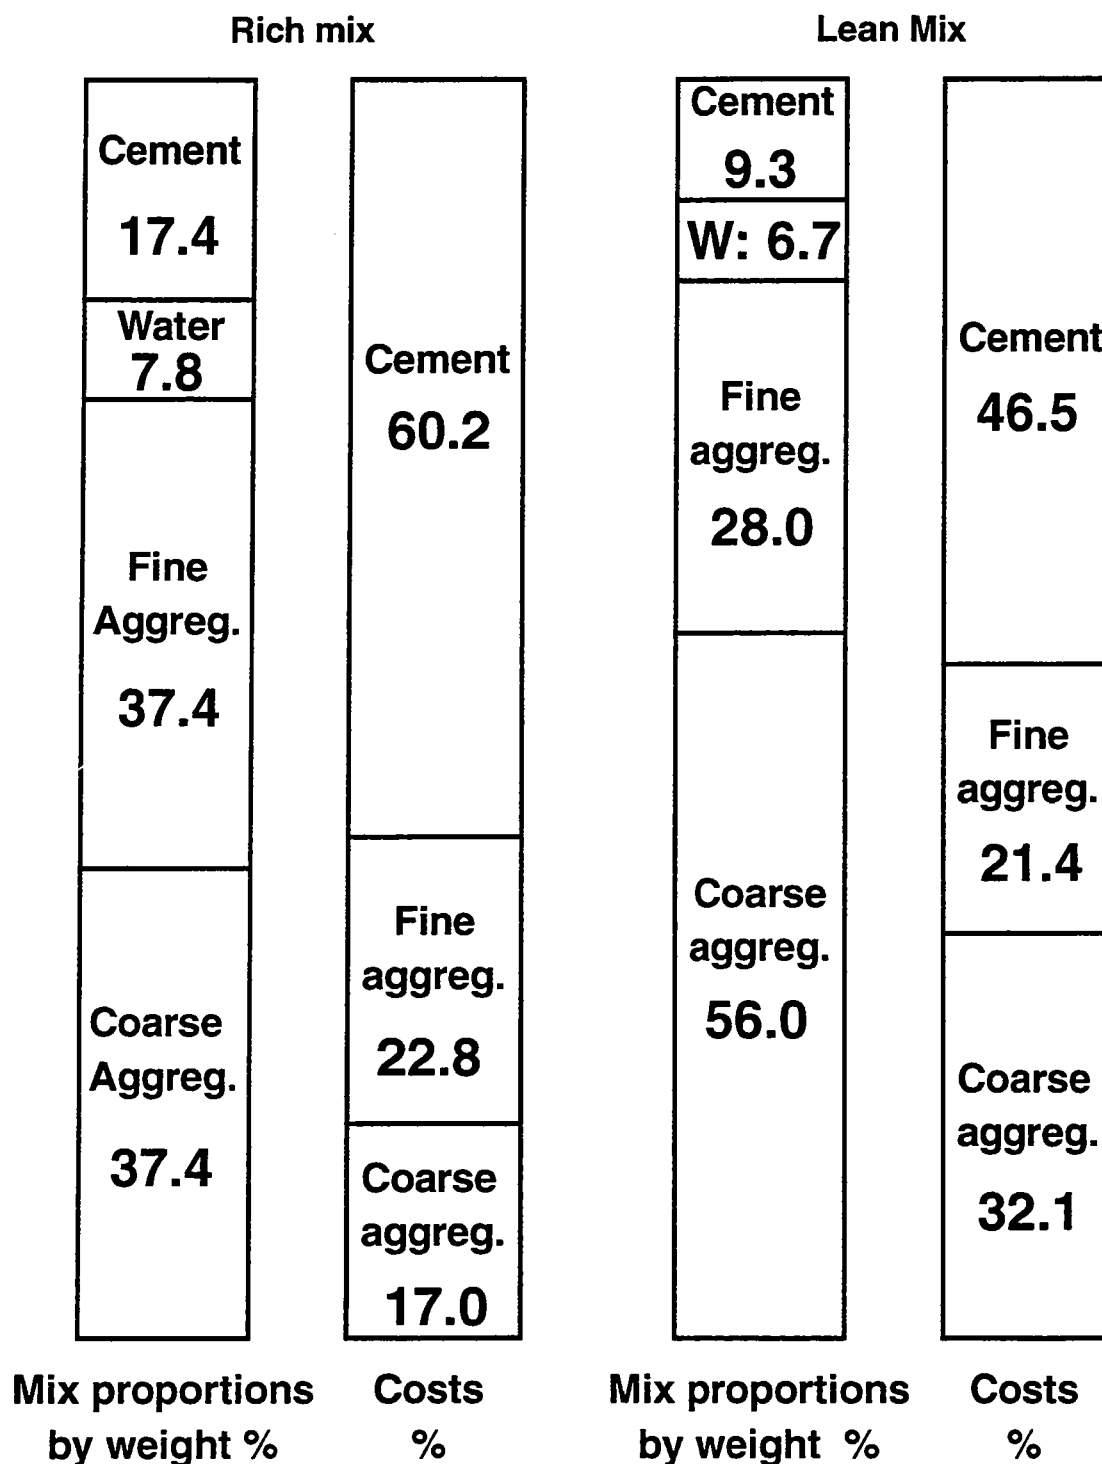 Rich mix
Lean Mix
Cement
17.4
Water
7.8
Fine
Aggreg.
37.4
Coarse
Aggreg.
37.4
Cement
60.2
Fine
aggreg.
22.8
Coarse
aggreg.
17.0
Cement
9.3
W: 6.7
Fine
aggreg.
28.0
Coarse
aggreg.
56.0
Cement
46.5
Fine
aggreg.
21.4
Coarse
aggreg.
32.1
Mix proportions
by weight %
Costs
%
Mix proportions
by weight %
Costs
%